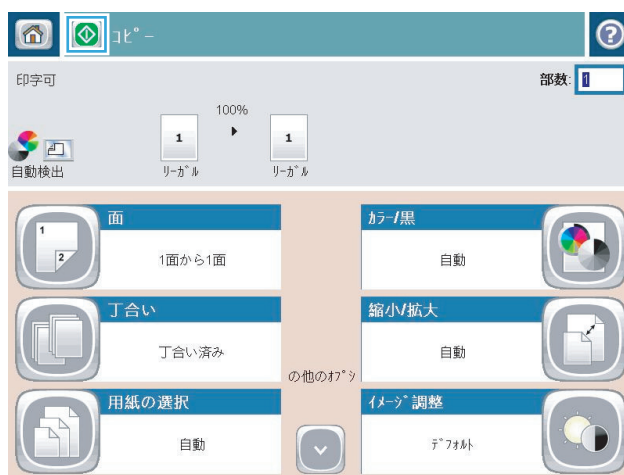 コピー
印字可
部数: 1
100%
1
1
自動検出
リーガル
リーガル
面
1
2
1面から1面
カラー/黒
自動
丁合い
丁合い済み
縮小/拡大
自動
の他のオプシ
用紙の選択
自動
イメージ調整
デフォルト